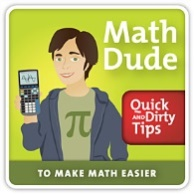 Math
Dude
Quick
AND Dirty
Tips
π
TO MAKE MATH EASIER